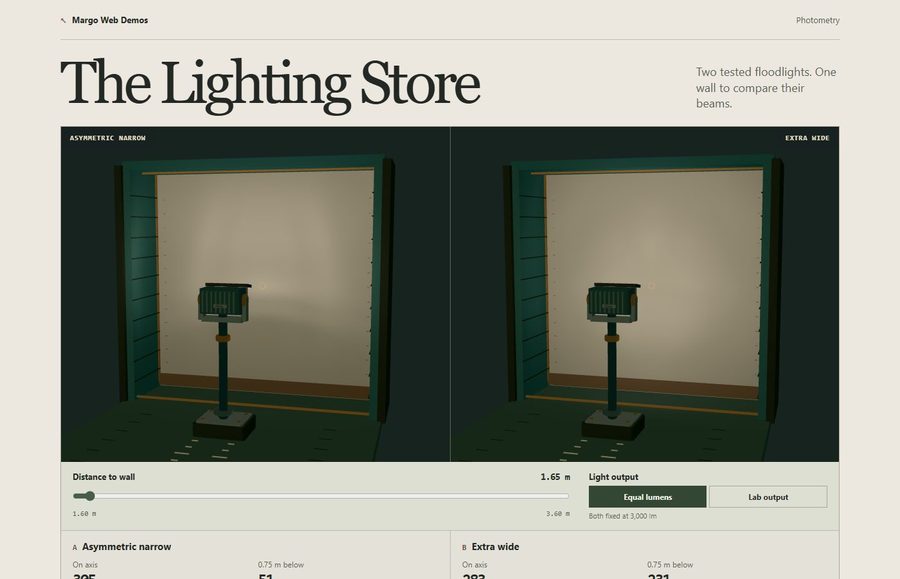 Margo Web Demos
Photometry
The Lighting Store
Two tested floodlights. One
wall to compare their
beams.
ASYMMETRIC NARROW
EXTRA WIDE
Distance to wall
1.65 m
Light output
Equal lumens
Lab output
1.60 m
3.60 m
Both fixed at 3,000 lm
A Asymmetric narrow
B Extra wide
On axis
0.75 m below
On axis
0.75 m below